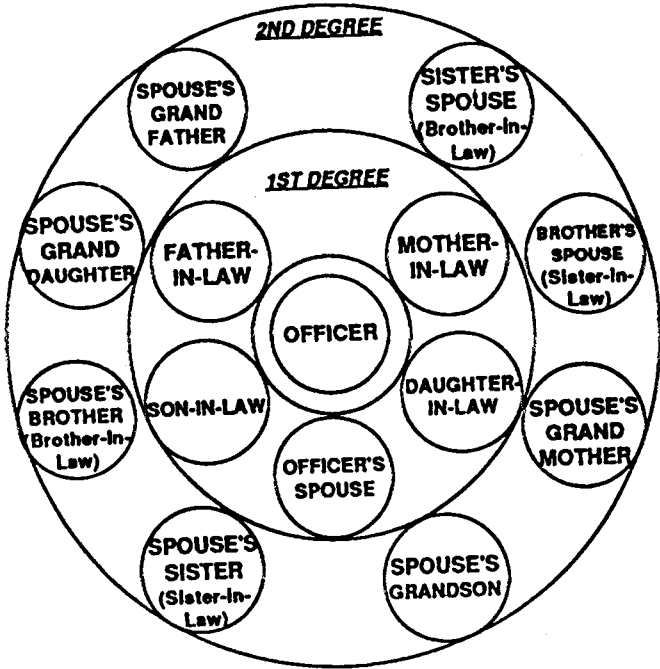 2ND DEGREE
SPOUSE'S
GRAND
FATHER
SISTER'S
SPOUSE
(Brother-in-
Law)
1ST DEGREE
SPOUSE'S
GRAND
DAUGHTER
FATHER-
IN-LAW
MOTHER-
IN-LAW
BROTHER'S
SPOUSE
(Sister-in-
Law)
OFFICER
SPOUSE'S
BROTHER
(Brother-in-
Law)
SON-IN-LAW
DAUGHTER-
IN-LAW
SPOUSE'S
GRAND
MOTHER
OFFICER'S
SPOUSE
SPOUSE'S
SISTER
(Sister-in-
Law)
SPOUSE'S
GRANDSON